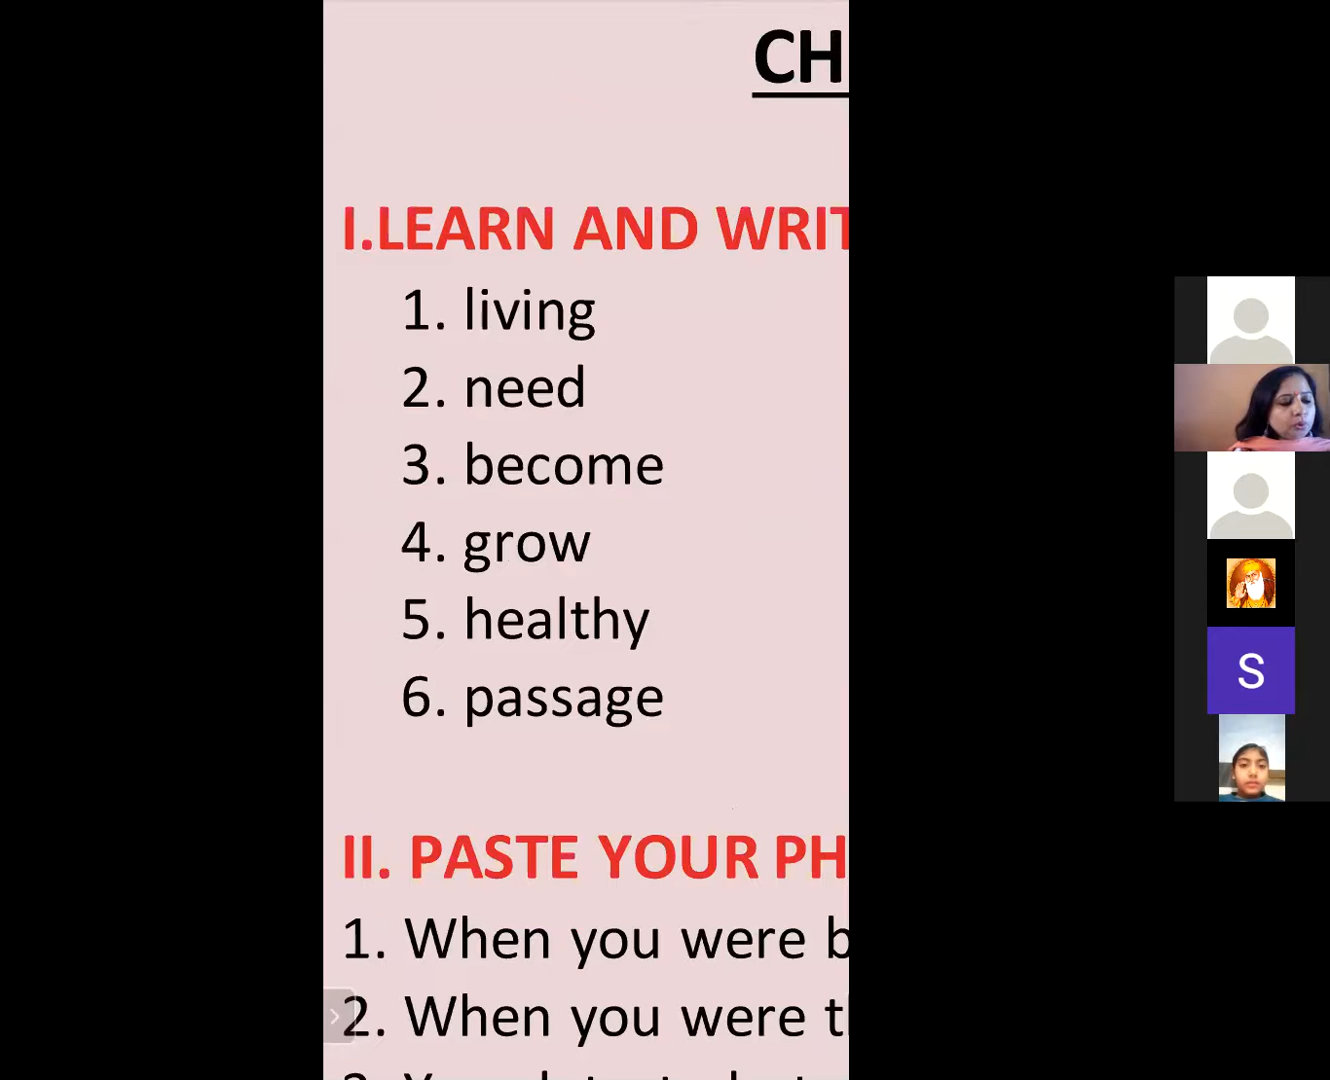 CH
I.LEARN AND WRIT
1. living
2. need
3. become
4. grow
5. healthy
6. passage
II. PASTE YOUR PH
1. When you were b
2. When you were t
S